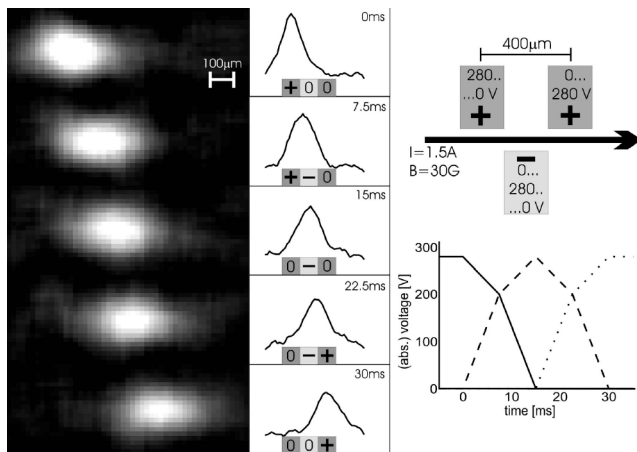 100µm
0ms
+ 0 0
7.5ms
+ − 0
15ms
0 − 0
22.5ms
0 − +
30ms
0 0 +
400µm
280..
...0 V
+
0...
280 V
+
I=1.5A
B=30G
−
0...
280..
...0 V
(abs.) voltage [V]
300
200
100
0
0 10 20 30
time [ms]